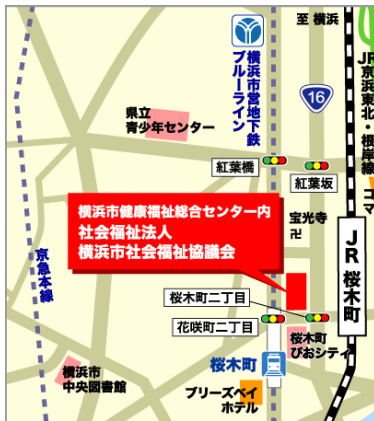 至 横浜
横浜市営地下鉄
ブルーライン
JR京浜東北・根岸線
16
県立
青少年センター
紅葉橋
紅葉坂
コマ
横浜市健康福祉総合センター内
社会福祉法人
横浜市社会福祉協議会
宝光寺
卍
京急本線
JR桜木町
桜木町二丁目
花咲町二丁目
桜木町
ぴおシティ
横浜市
中央図書館
桜木町
ブリーズベイ
ホテル